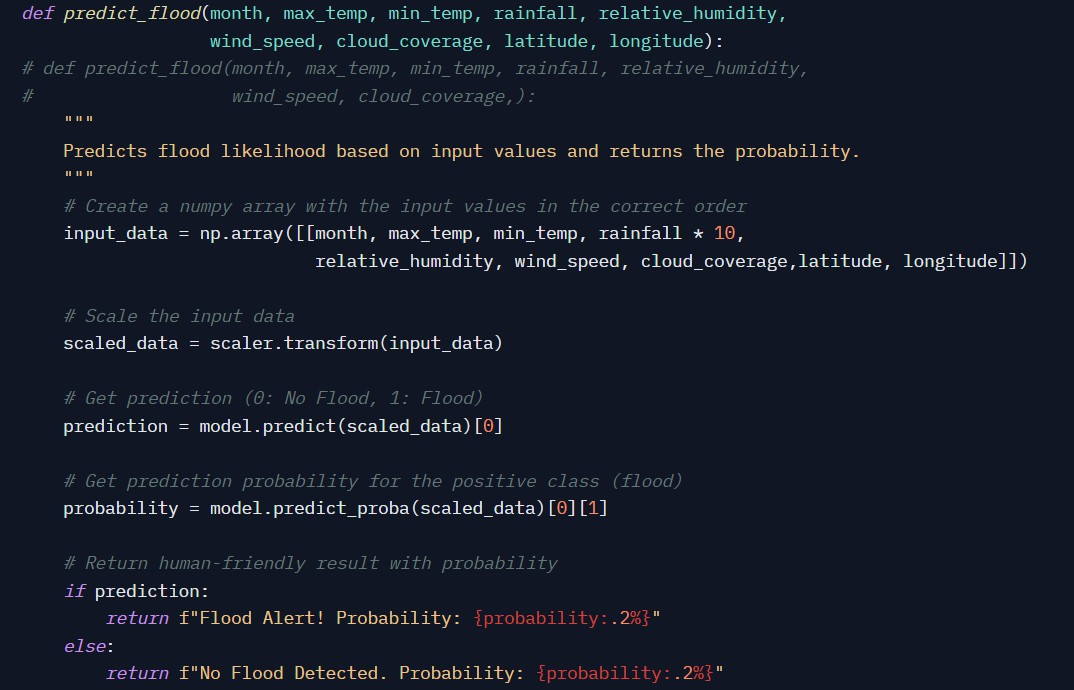 def predict_flood(month, max_temp, min_temp, rainfall, relative_humidity,
                  wind_speed, cloud_coverage, latitude, longitude):
# def predict_flood(month, max_temp, min_temp, rainfall, relative_humidity,
#                   wind_speed, cloud_coverage,):
    """
    Predicts flood likelihood based on input values and returns the probability.
    """
    # Create a numpy array with the input values in the correct order
    input_data = np.array([[month, max_temp, min_temp, rainfall * 10,
                            relative_humidity, wind_speed, cloud_coverage,latitude, longitude]])
    # Scale the input data
    scaled_data = scaler.transform(input_data)
    # Get prediction (0: No Flood, 1: Flood)
    prediction = model.predict(scaled_data)[0]
    # Get prediction probability for the positive class (flood)
    probability = model.predict_proba(scaled_data)[0][1]
    # Return human-friendly result with probability
    if prediction:
        return f"Flood Alert! Probability: {probability:.2%}"
    else:
        return f"No Flood Detected. Probability: {probability:.2%}"